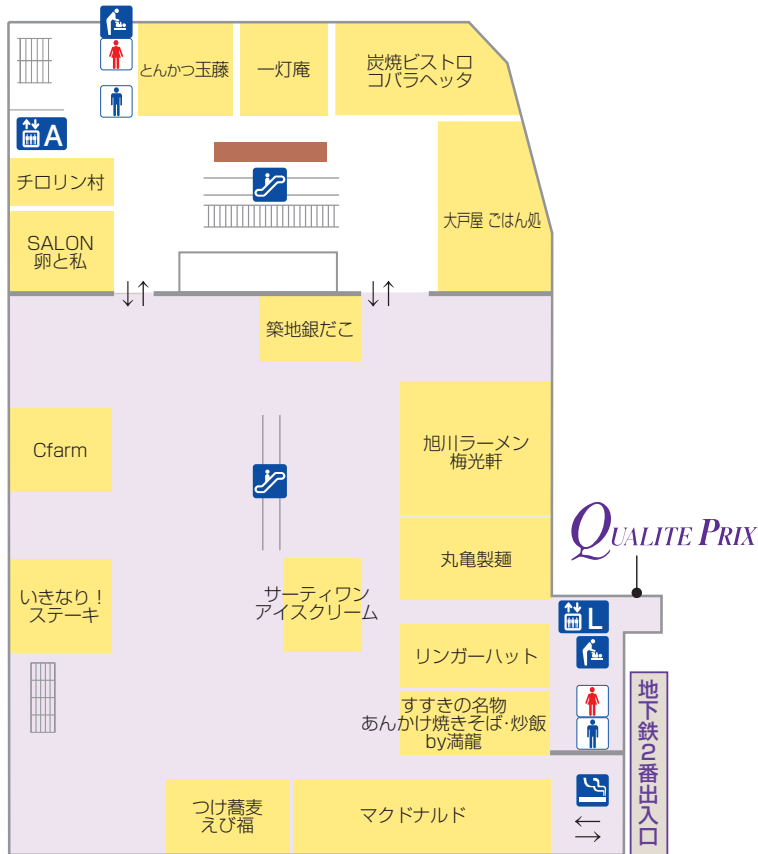 とんかつ玉藤
一灯庵
炭焼ビストロ
コバラヘッタ
A
チロリン村
大戸屋 ごはん処
SALON
卵と私
築地銀だこ
Cfarm
旭川ラーメン
梅光軒
QUALITE PRIX
丸亀製麺
いきなり！
ステーキ
サーティワン
アイスクリーム
L
リンガーハット
すすきの名物
あんかけ焼きそば・炒飯
by満龍
地下鉄2番出入口
つけ蕎麦
えび福
マクドナルド